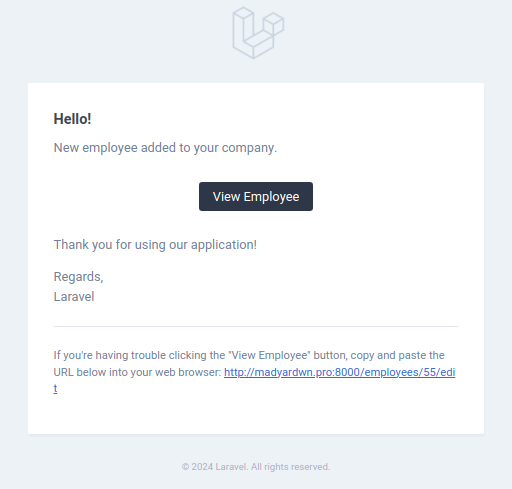 Hello!
New employee added to your company.
View Employee
Thank you for using our application!
Regards,
Laravel
If you're having trouble clicking the "View Employee" button, copy and paste the
URL below into your web browser: http://madyardwn.pro:8000/employees/55/edi
t
© 2024 Laravel. All rights reserved.